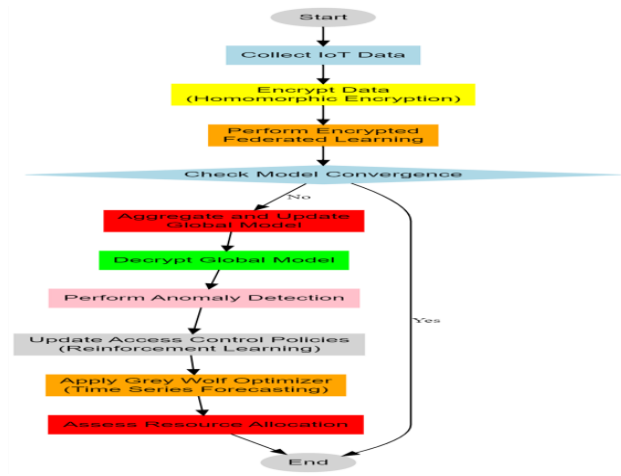 Start
Collect IoT Data
Encrypt Data
(Homomorphic Encryption)
Perform Encrypted
Federated Learning
Check Model Convergence
No
Aggregate and Update
Global Model
Decrypt Global Model
Perform Anomaly Detection
Yes
Update Access Control Policies
(Reinforcement Learning)
Apply Grey Wolf Optimizer
(Time Series Forecasting)
Assess Resource Allocation
End